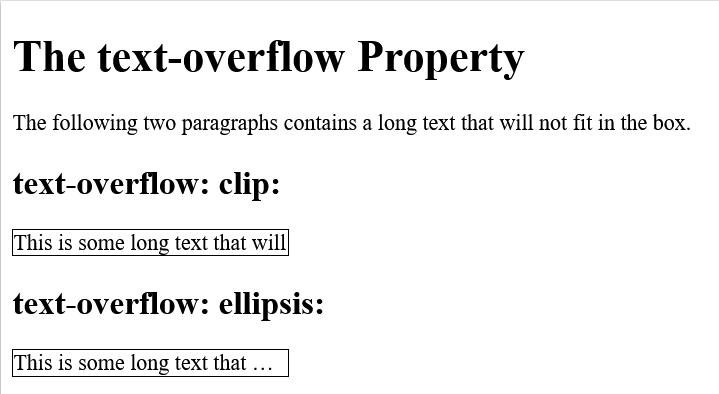 The text-overflow Property
The following two paragraphs contains a long text that will not fit in the box.
text-overflow: clip:
This is some long text that will
text-overflow: ellipsis:
This is some long text that …